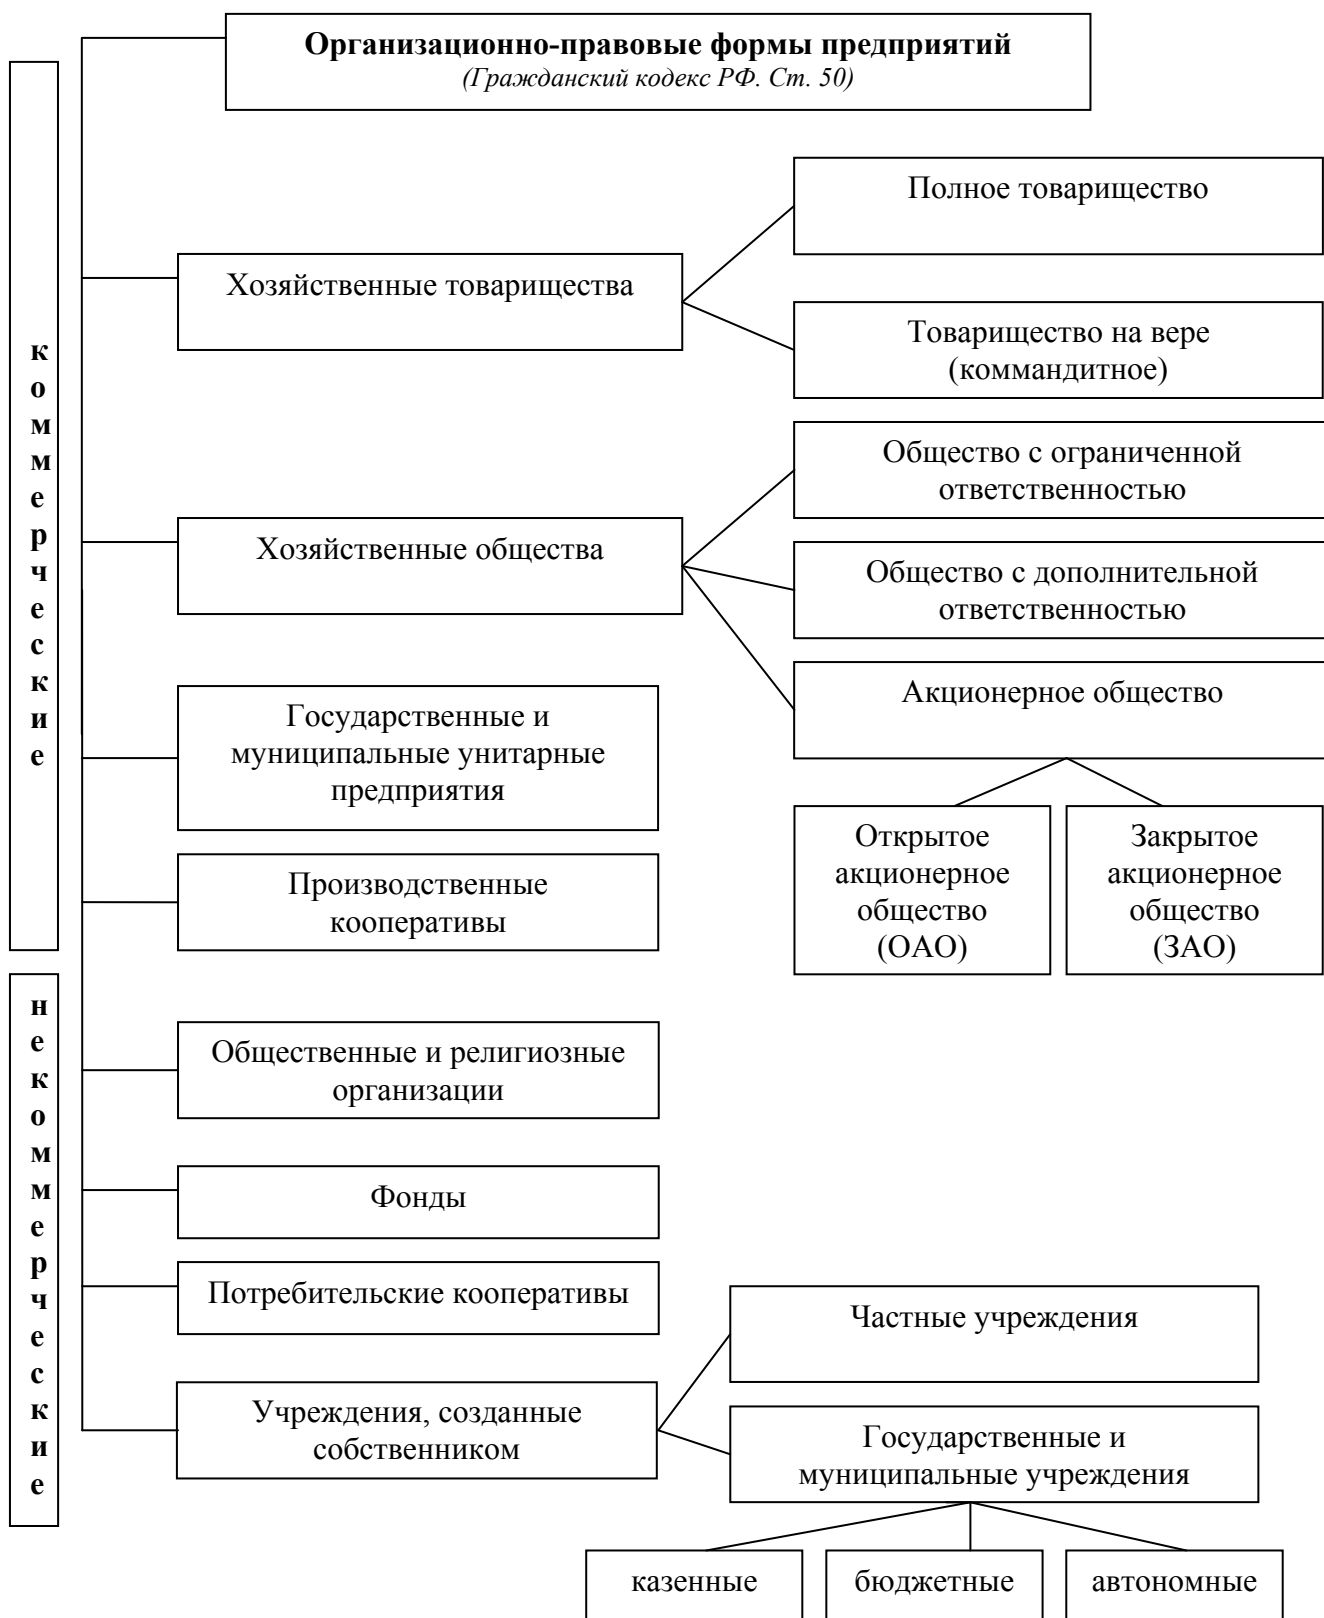 Организационно-правовые формы предприятий
(Гражданский кодекс РФ. Ст. 50)
коммерческие
Хозяйственные товарищества
Полное товарищество
Товарищество на вере
(коммандитное)
Хозяйственные общества
Общество с ограниченной
ответственностью
Общество с дополнительной
ответственностью
Акционерное общество
Открытое
акционерное
общество
(ОАО)
Закрытое
акционерное
общество
(ЗАО)
Государственные и
муниципальные унитарные
предприятия
Производственные
кооперативы
некоммерческие
Общественные и религиозные
организации
Фонды
Потребительские кооперативы
Учреждения, созданные
собственником
Частные учреждения
Государственные и
муниципальные учреждения
казенные
бюджетные
автономные